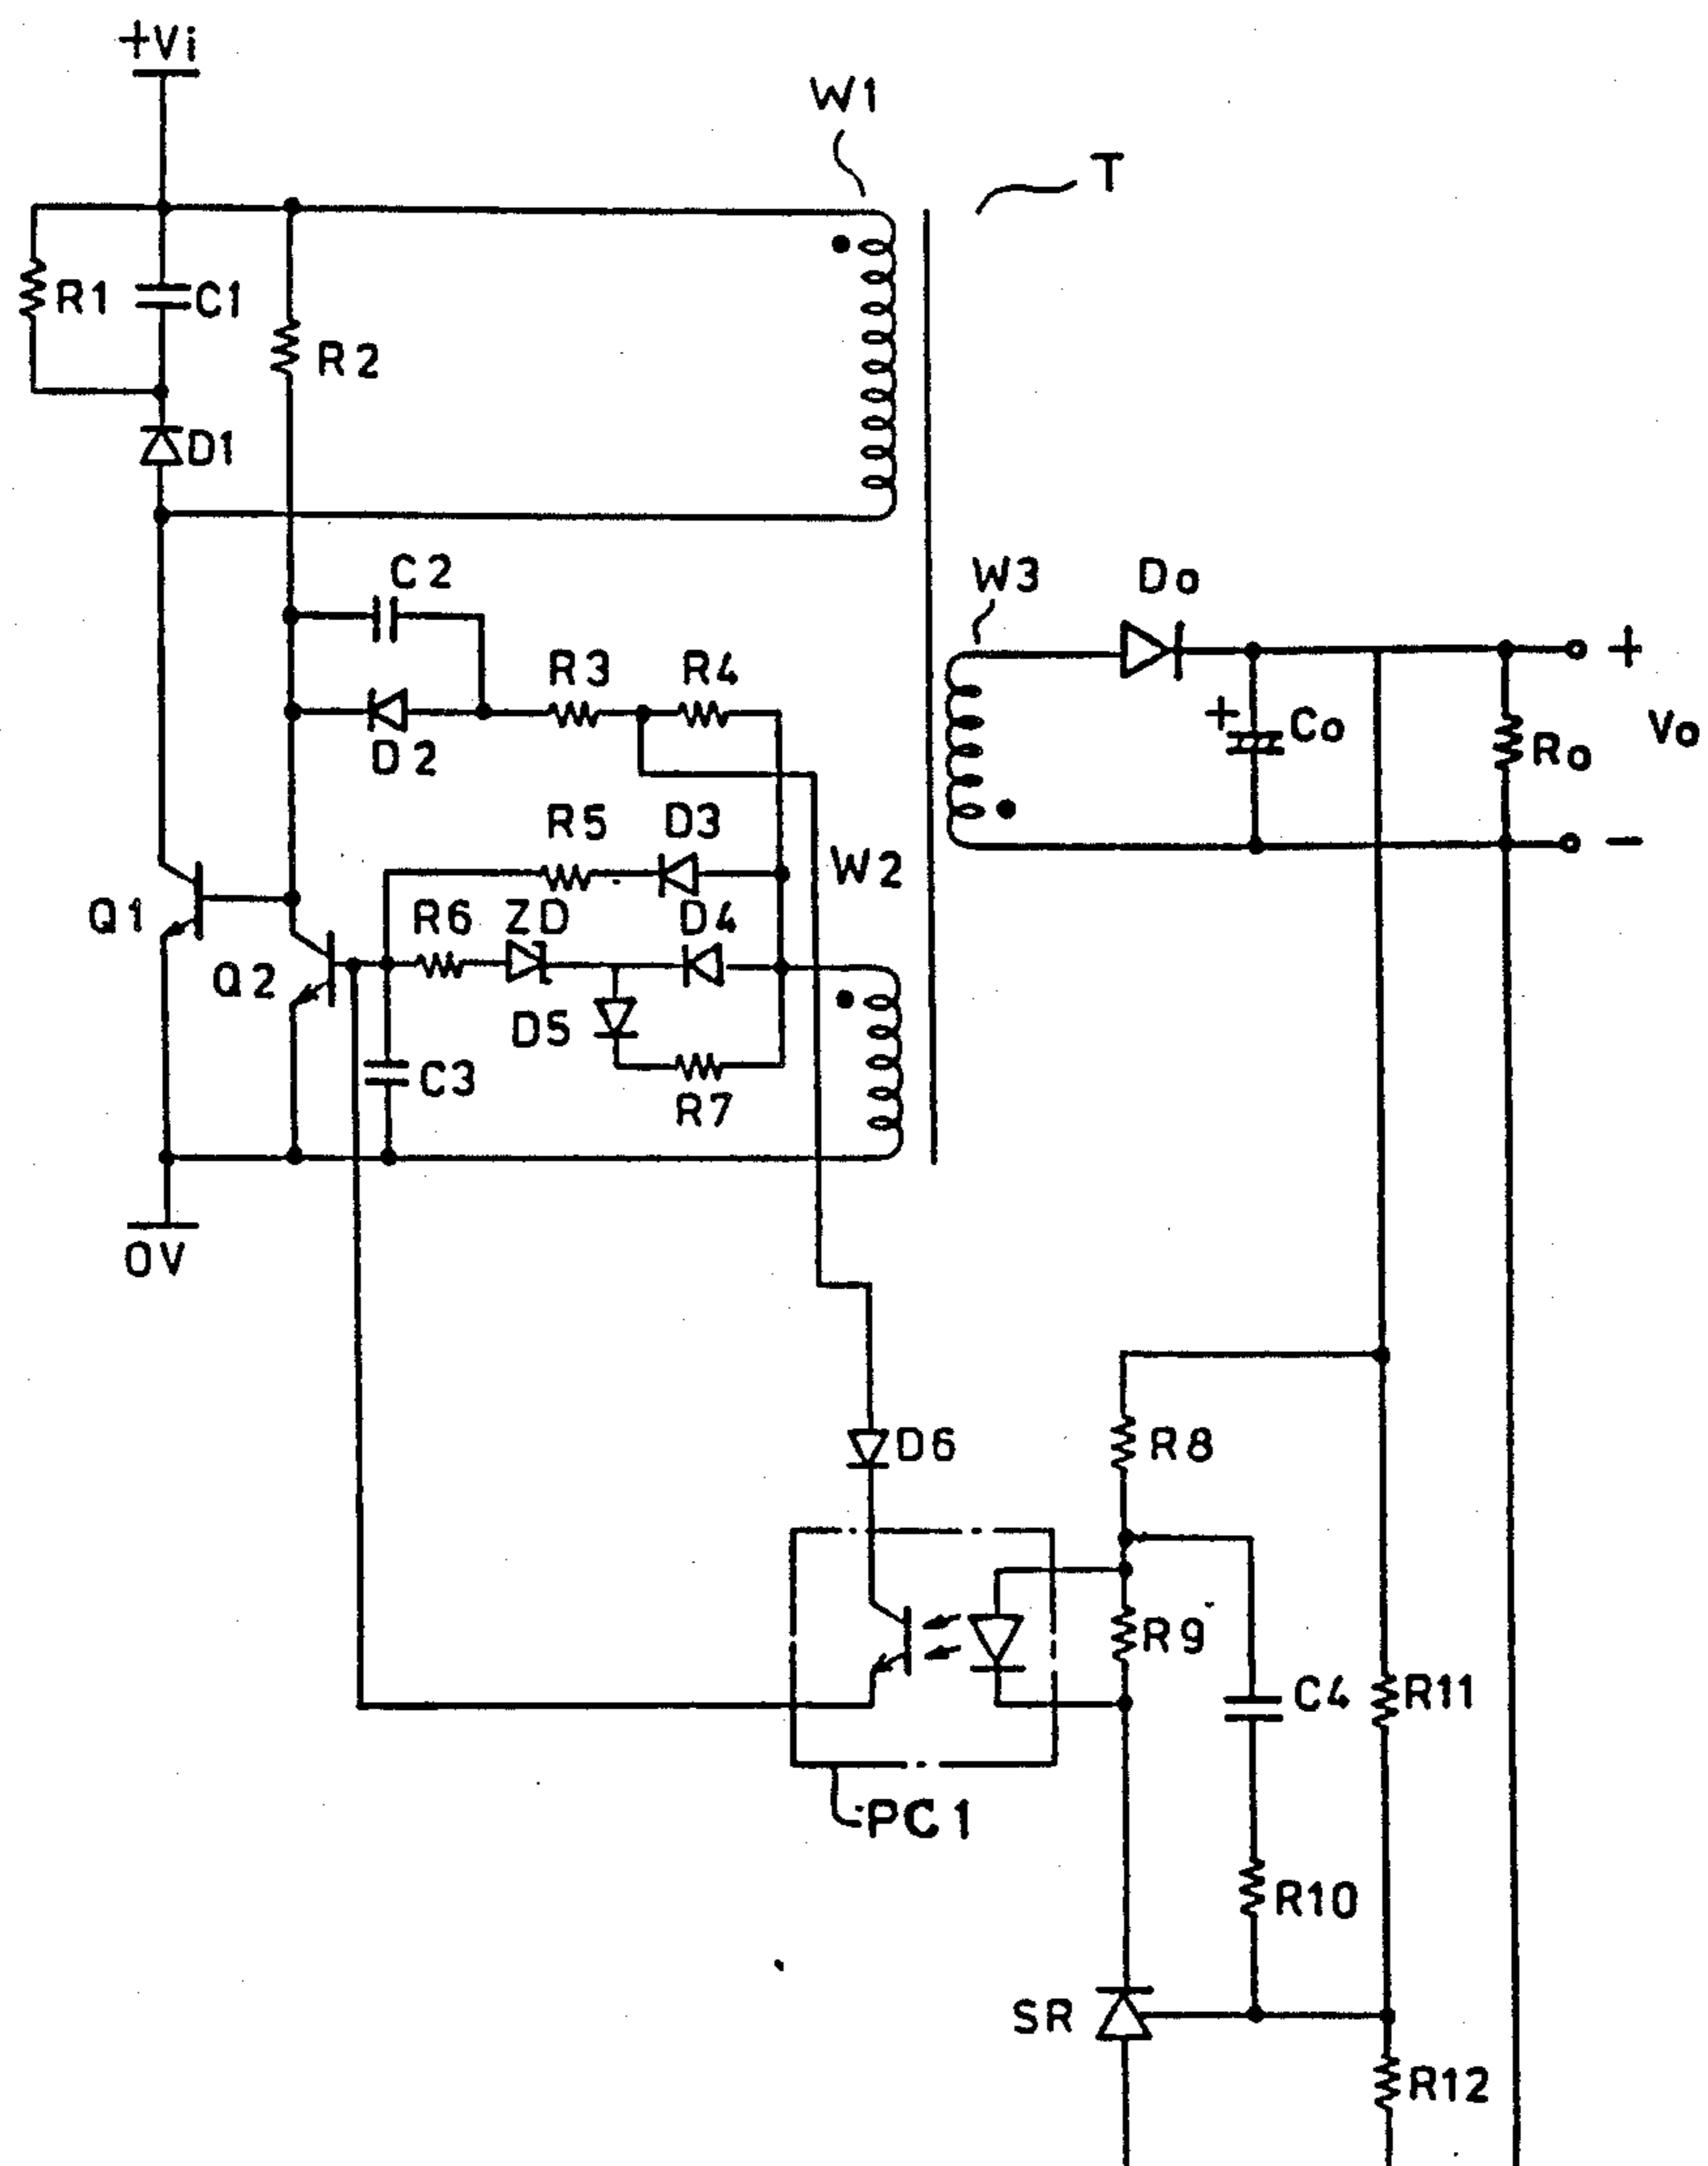 +Vi
W1
T
R1
C1
R2
D1
C2
W3
Do
R3
R4
+
D2
+
Co
Ro
Vo
R5
D3
W2
−
Q1
R6
ZD
D4
Q2
D5
C3
R7
0V
D6
R8
R9
C4
R11
PC1
R10
SR
R12